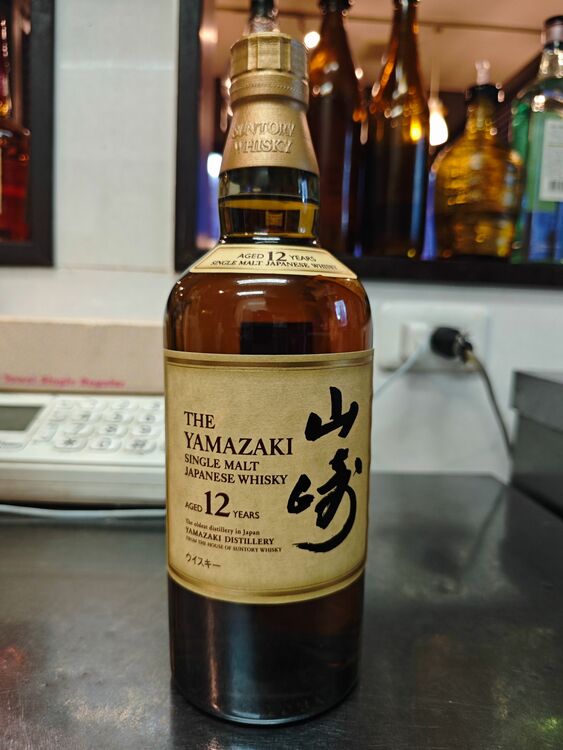 SUNTORY
WHISKY
AGED 12 YEARS
SINGLE MALT JAPANESE WHISKY
THE
YAMAZAKI
SINGLE MALT
JAPANESE WHISKY
AGED 12 YEARS
The oldest distillery in Japan
YAMAZAKI DISTILLERY
FROM THE HOUSE OF SUNTORY WHISKY
ウイスキー
山崎